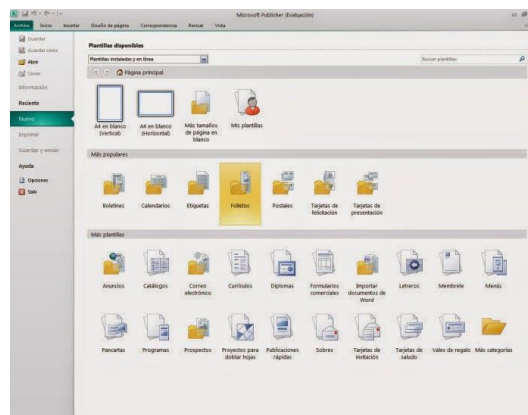 Microsoft Publisher (Evaluación)
Archivo Inicio Insertar Diseño de página Correspondencia Revisar Vista
Guardar
Guardar como
Abrir
Cerrar
Información
Reciente
Nuevo
Imprimir
Guardar y enviar
Ayuda
Opciones
Salir
Plantillas disponibles
Plantillas instaladas y en línea
Buscar plantillas
Página principal
A4 en blanco (Vertical)
A4 en blanco (Horizontal)
Más tamaños de página en blanco
Mis plantillas
Más populares
Boletines
Calendarios
Etiquetas
Folletos
Postales
Tarjetas de felicitación
Tarjetas de presentación
Más plantillas
Anuncios
Catálogos
Correo electrónico
Currículos
Diplomas
Formularios comerciales
Importar documentos de Word
Letreros
Membrete
Menús
Pancartas
Programas
Prospectos
Proyectos para doblar hojas
Publicaciones rápidas
Sobres
Tarjetas de invitación
Tarjetas de saludo
Vales de regalo
Más categorías